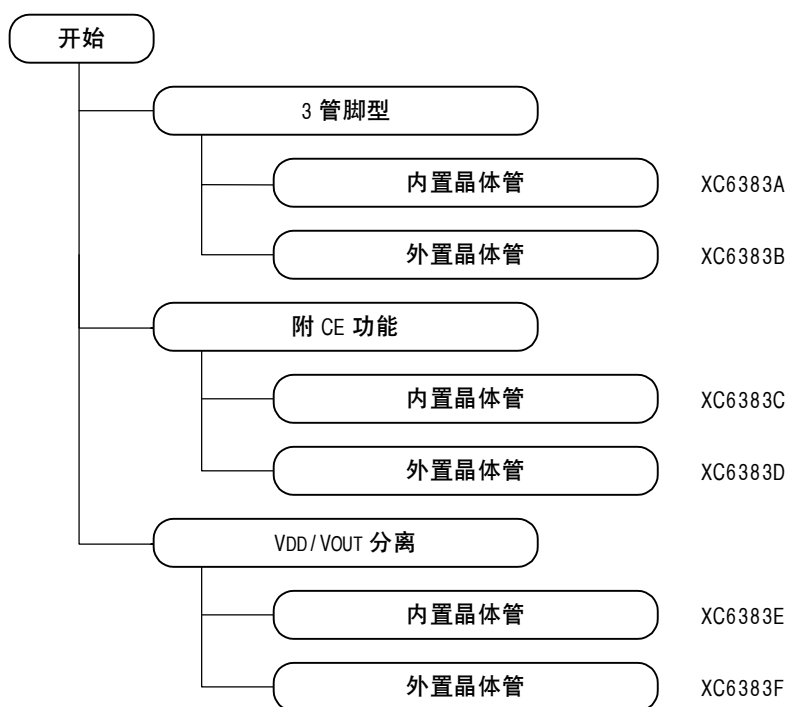 开始
3 管脚型
内置晶体管 XC6383A
外置晶体管 XC6383B
附 CE 功能
内置晶体管 XC6383C
外置晶体管 XC6383D
VDD/VOUT 分离
内置晶体管 XC6383E
外置晶体管 XC6383F